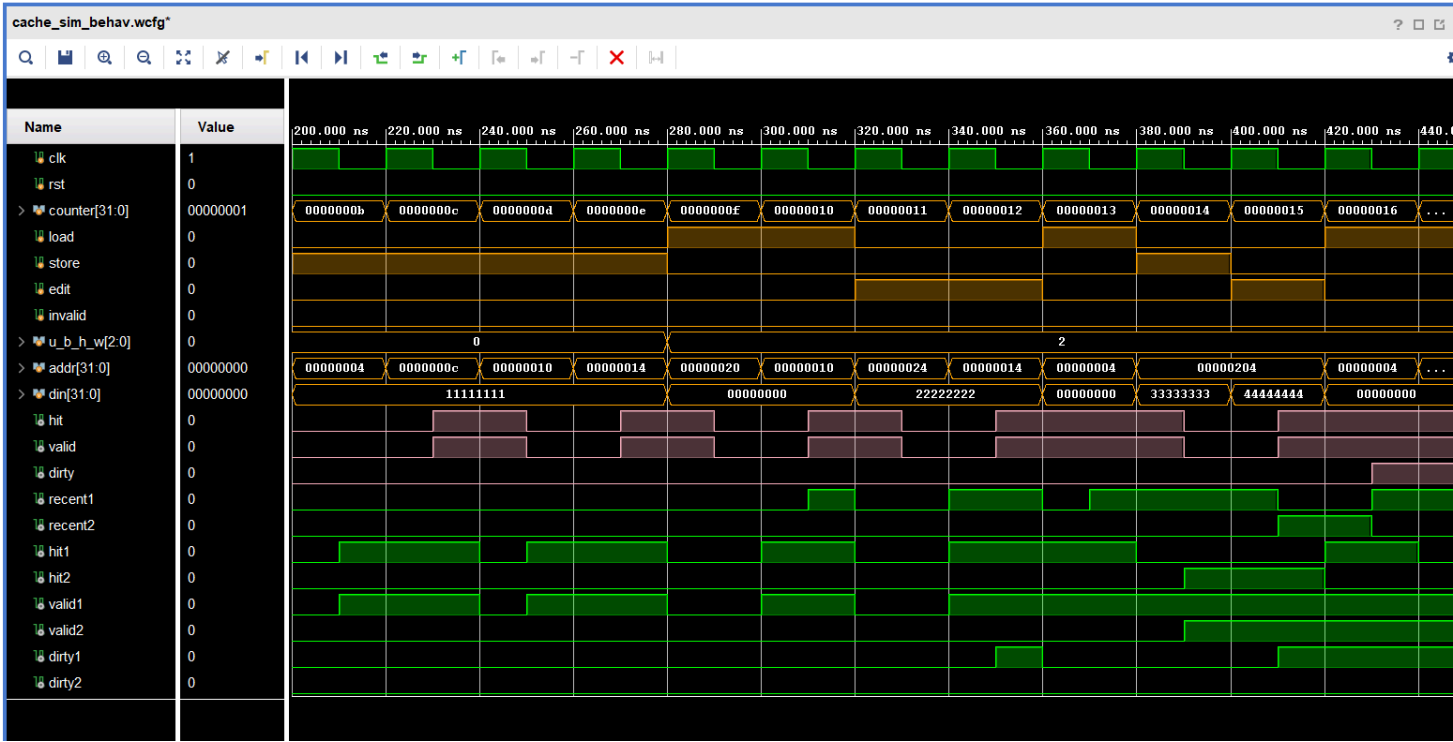 cache_sim_behav.wcfg*
Name Value 200.000 ns 220.000 ns 240.000 ns 260.000 ns 280.000 ns 300.000 ns 320.000 ns 340.000 ns 360.000 ns 380.000 ns 400.000 ns 420.000 ns 440.0
clk 1
rst 0
counter[31:0] 00000001 0000000b 0000000c 0000000d 0000000e 0000000f 00000010 00000011 00000012 00000013 00000014 00000015 00000016 ...
load 0
store 0
edit 0
invalid 0
u_b_h_w[2:0] 0 0 2
addr[31:0] 00000000 00000004 0000000c 00000010 00000014 00000020 00000010 00000024 00000014 00000004 00000204 00000004 ...
din[31:0] 00000000 11111111 00000000 22222222 00000000 33333333 44444444 00000000
hit 0
valid 0
dirty 0
recent1 0
recent2 0
hit1 0
hit2 0
valid1 0
valid2 0
dirty1 0
dirty2 0